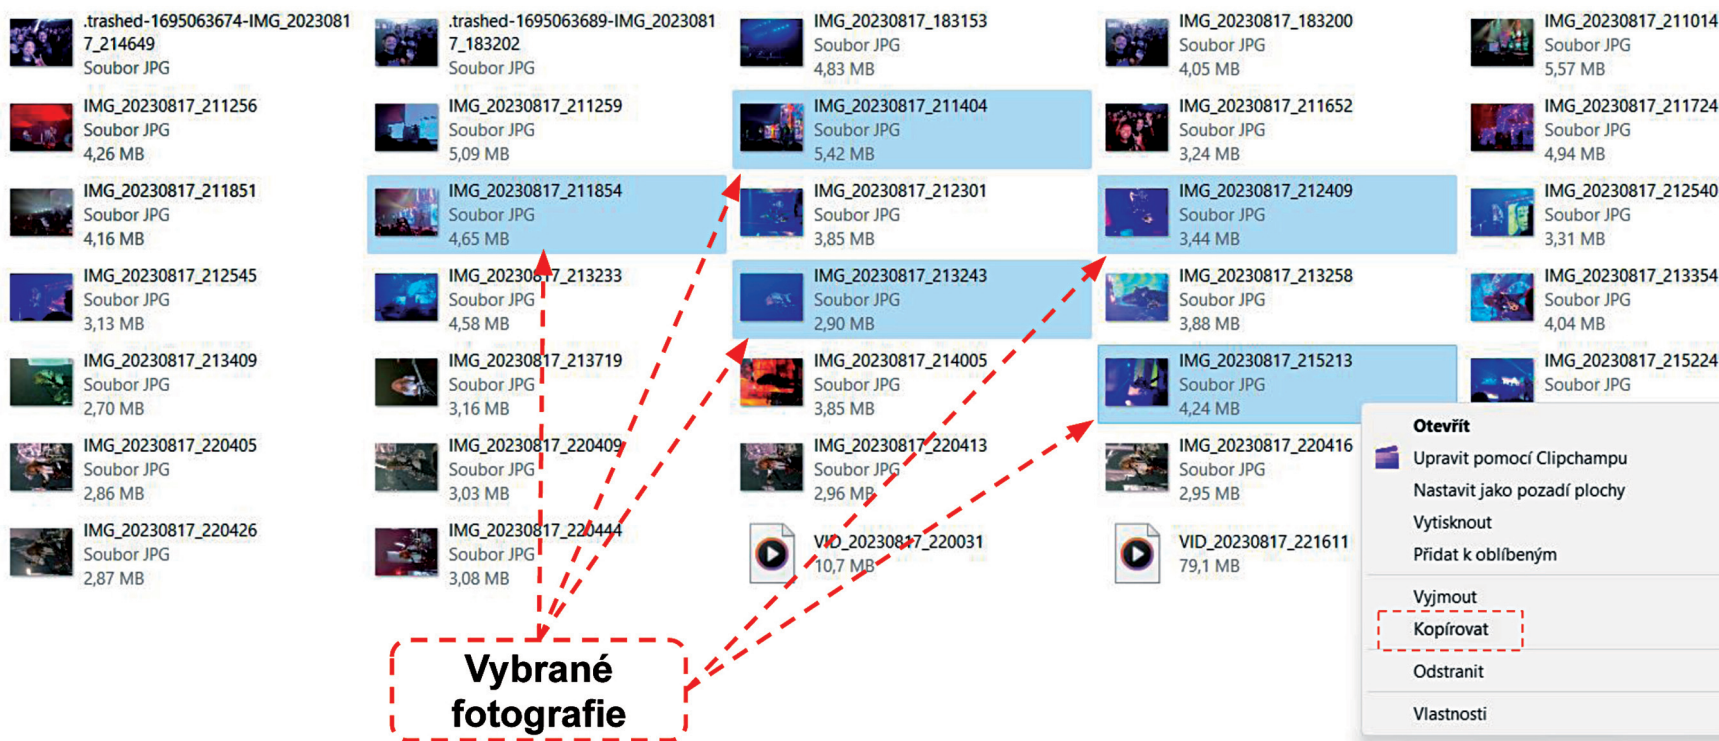 .trashed-1695063674-IMG_2023081
7_214649
Soubor JPG
.trashed-1695063689-IMG_2023081
7_183202
Soubor JPG
IMG_20230817_183153
Soubor JPG
4,83 MB
IMG_20230817_183200
Soubor JPG
4,05 MB
IMG_20230817_211014
Soubor JPG
5,57 MB
IMG_20230817_211256
Soubor JPG
4,26 MB
IMG_20230817_211259
Soubor JPG
5,09 MB
IMG_20230817_211404
Soubor JPG
5,42 MB
IMG_20230817_211652
Soubor JPG
3,24 MB
IMG_20230817_211724
Soubor JPG
4,94 MB
IMG_20230817_211851
Soubor JPG
4,16 MB
IMG_20230817_211854
Soubor JPG
4,65 MB
IMG_20230817_212301
Soubor JPG
3,85 MB
IMG_20230817_212409
Soubor JPG
3,44 MB
IMG_20230817_212540
Soubor JPG
3,31 MB
IMG_20230817_212545
Soubor JPG
3,13 MB
IMG_20230817_213233
Soubor JPG
4,58 MB
IMG_20230817_213243
Soubor JPG
2,90 MB
IMG_20230817_213258
Soubor JPG
3,88 MB
IMG_20230817_213354
Soubor JPG
4,04 MB
IMG_20230817_213409
Soubor JPG
2,70 MB
IMG_20230817_213719
Soubor JPG
3,16 MB
IMG_20230817_214005
Soubor JPG
3,85 MB
IMG_20230817_215213
Soubor JPG
4,24 MB
IMG_20230817_215224
Soubor JPG
IMG_20230817_220405
Soubor JPG
2,86 MB
IMG_20230817_220409
Soubor JPG
3,03 MB
IMG_20230817_220413
Soubor JPG
2,96 MB
IMG_20230817_220416
Soubor JPG
2,95 MB
IMG_20230817_220426
Soubor JPG
2,87 MB
IMG_20230817_220444
Soubor JPG
3,08 MB
VID_20230817_220031
10,7 MB
VID_20230817_221611
79,1 MB
Otevřít
Upravit pomocí Clipchampu
Nastavit jako pozadí plochy
Vytisknout
Přidat k oblíbeným
Vyjmout
Kopírovat
Odstranit
Vlastnosti
Vybrané
fotografie